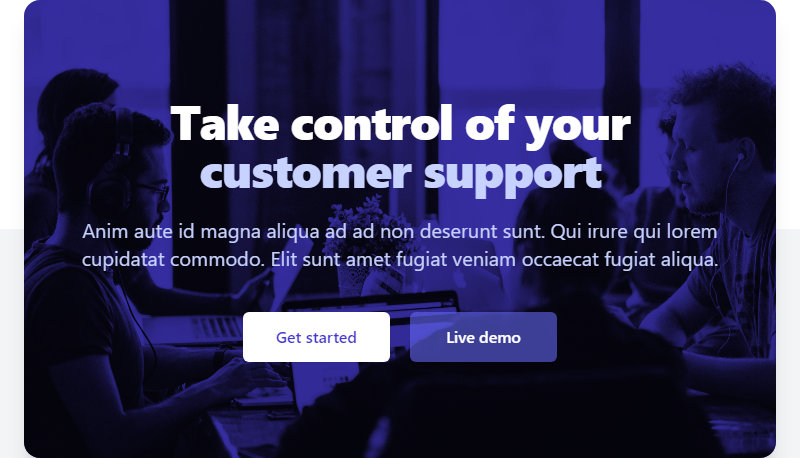 Take control of your
customer support
Anim aute id magna aliqua ad ad non deserunt sunt. Qui irure qui lorem
cupidatat commodo. Elit sunt amet fugiat veniam occaecat fugiat aliqua.
Get started
Live demo